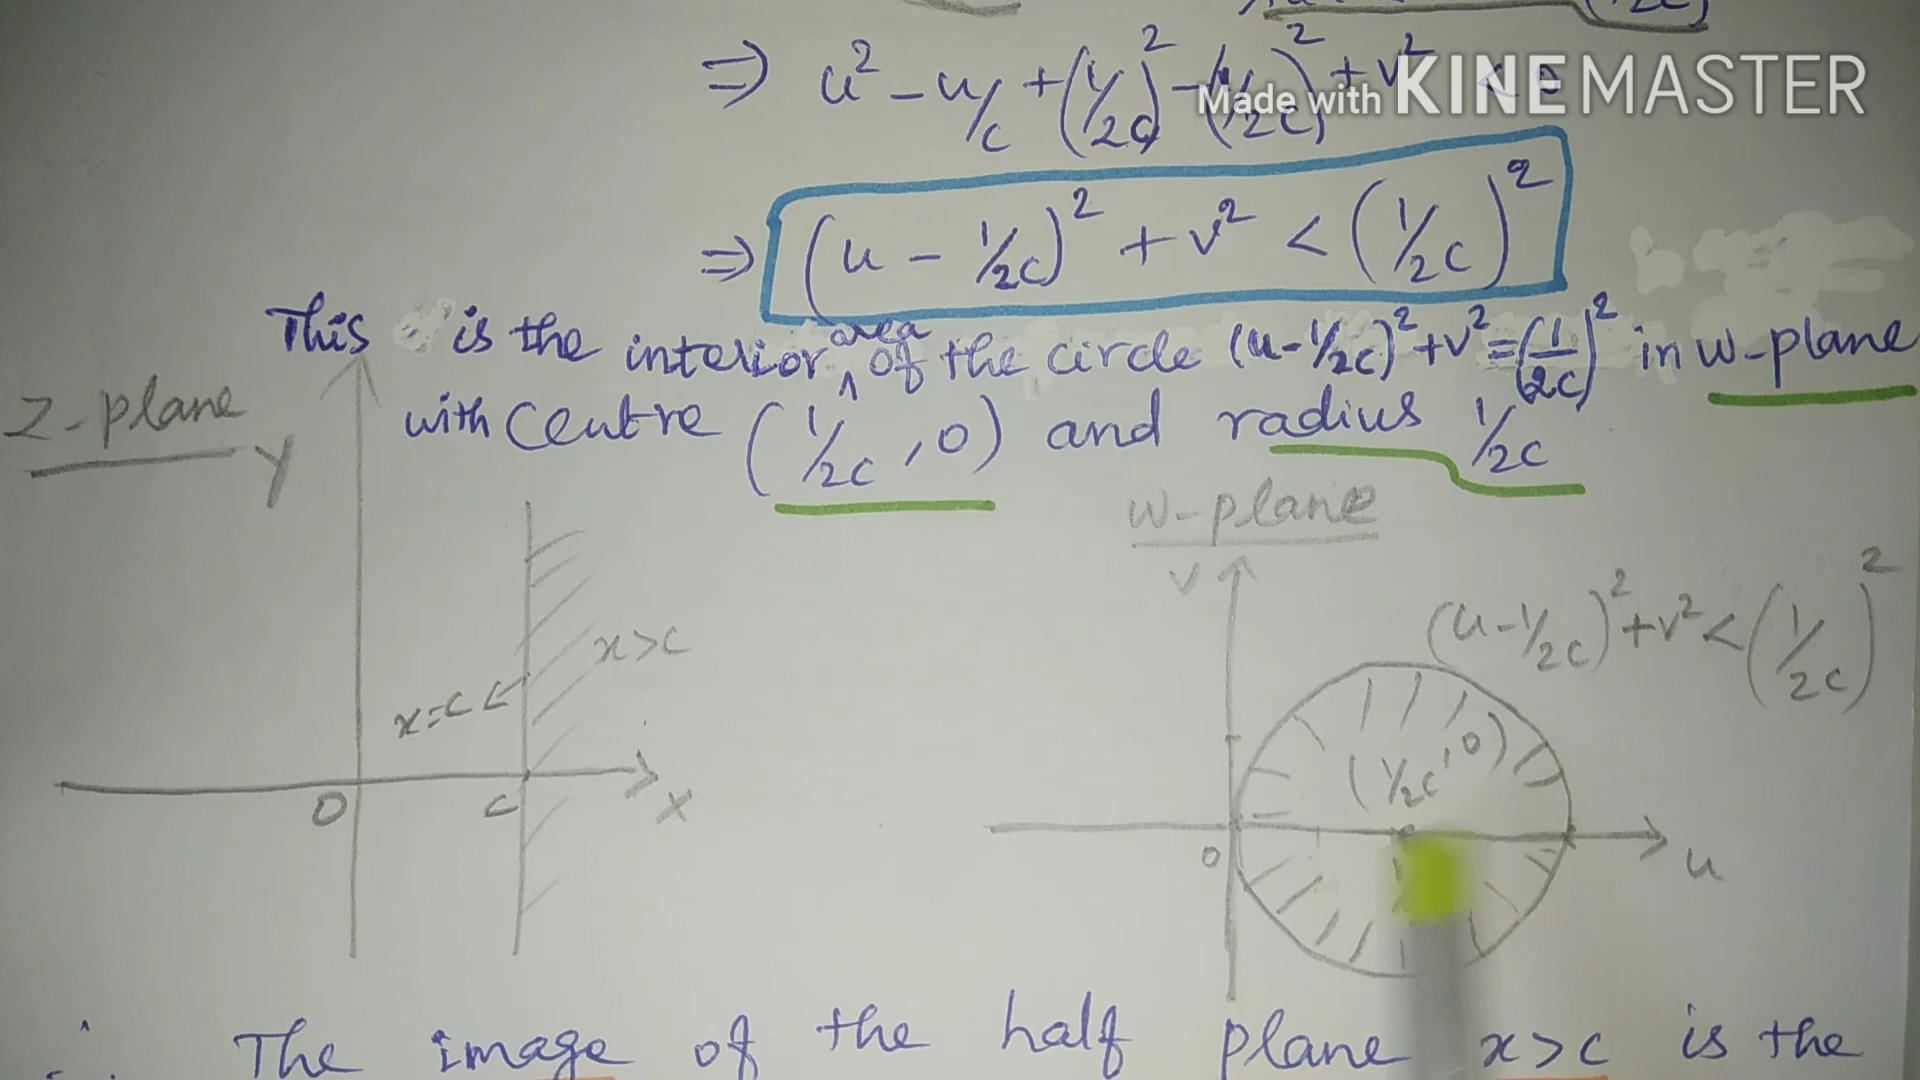 ⇒ u² - u/c + (1/2c)² - (1/2c)² + v² < 0
Made with KINEMASTER
⇒ (u - 1/2c)² + v² < (1/2c)²
This is the interior area of the circle (u - 1/2c)² + v² = (1/2c)² in w-plane
with centre (1/2c, 0) and radius 1/2c
Z-plane
Y
x>c
x=c
O
c
X
w-plane
v
(u - 1/2c)² + v² < (1/2c)²
(1/2c, 0)
o
u
∴ The image of the half plane x>c is the